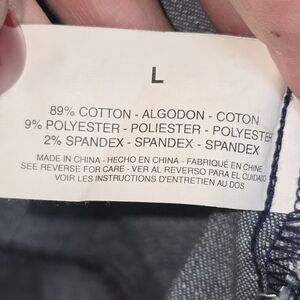 L
89% COTTON - ALGODON - COTON
9% POLYESTER - POLIESTER - POLYESTER
2% SPANDEX - SPANDEX - SPANDEX
MADE IN CHINA - HECHO EN CHINA - FABRIQUÉ EN CHINE
SEE REVERSE FOR CARE - VER AL REVERSO PARA EL CUIDADO
VOIR LES INSTRUCTIONS D'ENTRETIEN AU DOS